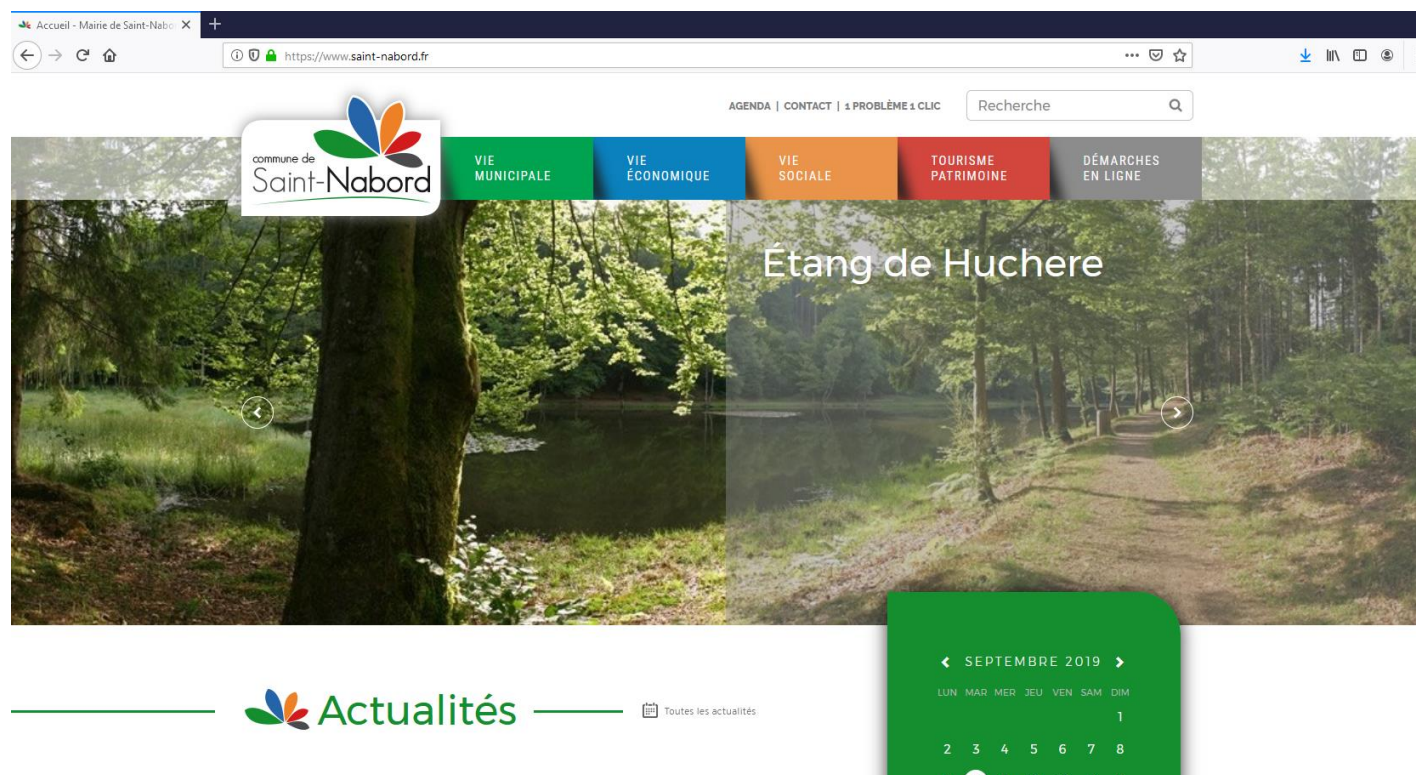 Accueil - Mairie de Saint-Nabo
https://www.saint-nabord.fr
AGENDA | CONTACT | 1 PROBLÈME 1 CLIC
Recherche
commune de
Saint-Nabord
VIE
MUNICIPALE
VIE
ÉCONOMIQUE
VIE
SOCIALE
TOURISME
PATRIMOINE
DÉMARCHES
EN LIGNE
Étang de Huchere
Actualités
Toutes les actualités
SEPTEMBRE 2019
LUN MAR MER JEU VEN SAM DIM
1
2 3 4 5 6 7 8